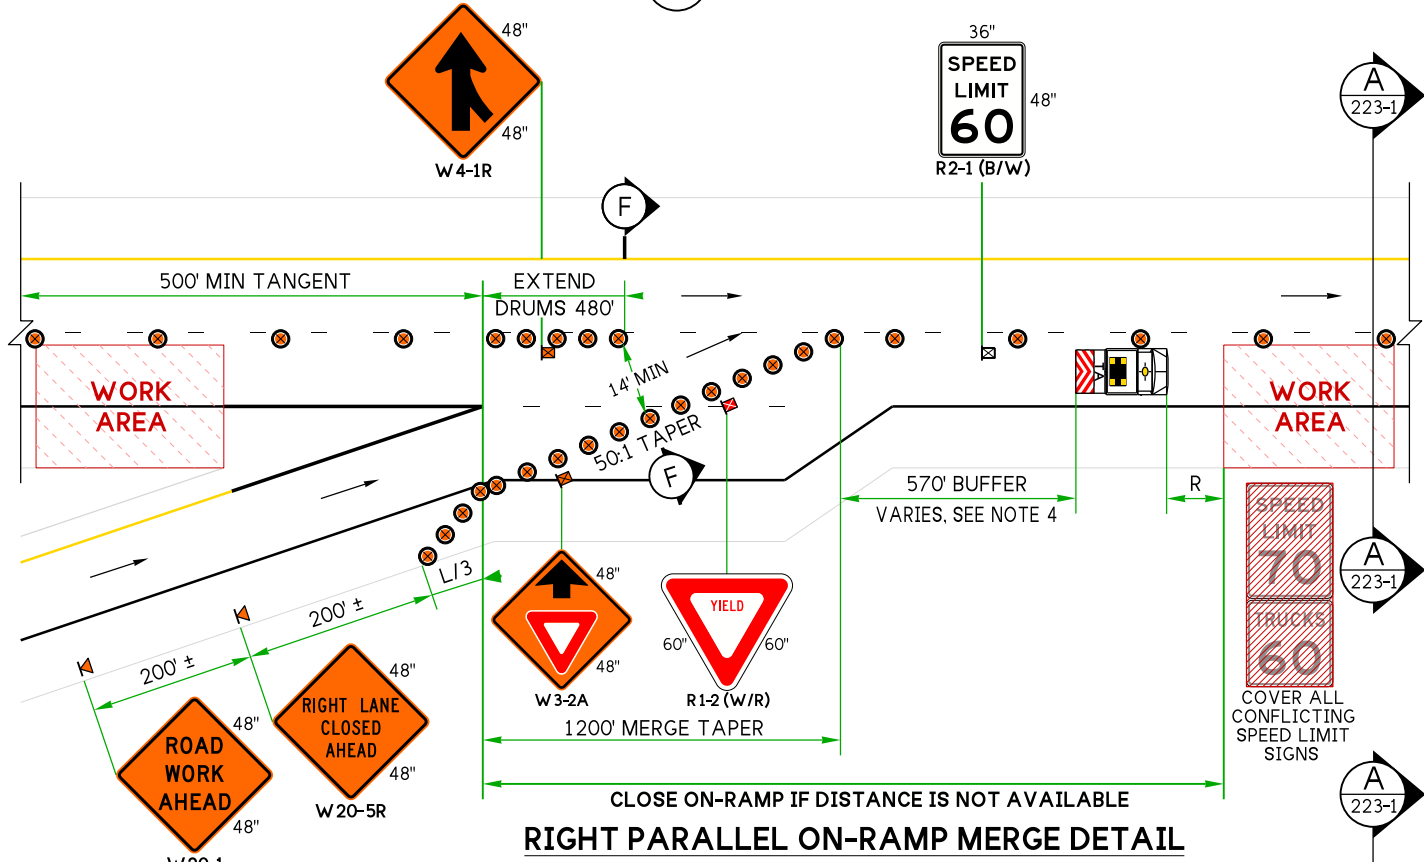 48"
48"
W4-1R
36"
SPEED
LIMIT
60
48"
R2-1 (B/W)
A
223-1
F
500' MIN TANGENT
EXTEND
DRUMS 480'
WORK
AREA
14' MIN
50:1 TAPER
F
WORK
AREA
570' BUFFER
VARIES, SEE NOTE 4
R
SPEED
LIMIT
70
TRUCKS
60
COVER ALL
CONFLICTING
SPEED LIMIT
SIGNS
A
223-1
L/3
200' ±
200' ±
48"
48"
W3-2A
YIELD
60"
60"
R1-2 (W/R)
RIGHT LANE
CLOSED
AHEAD
48"
48"
W20-5R
ROAD
WORK
AHEAD
48"
48"
W20-1
1200' MERGE TAPER
A
223-1
CLOSE ON-RAMP IF DISTANCE IS NOT AVAILABLE
RIGHT PARALLEL ON-RAMP MERGE DETAIL